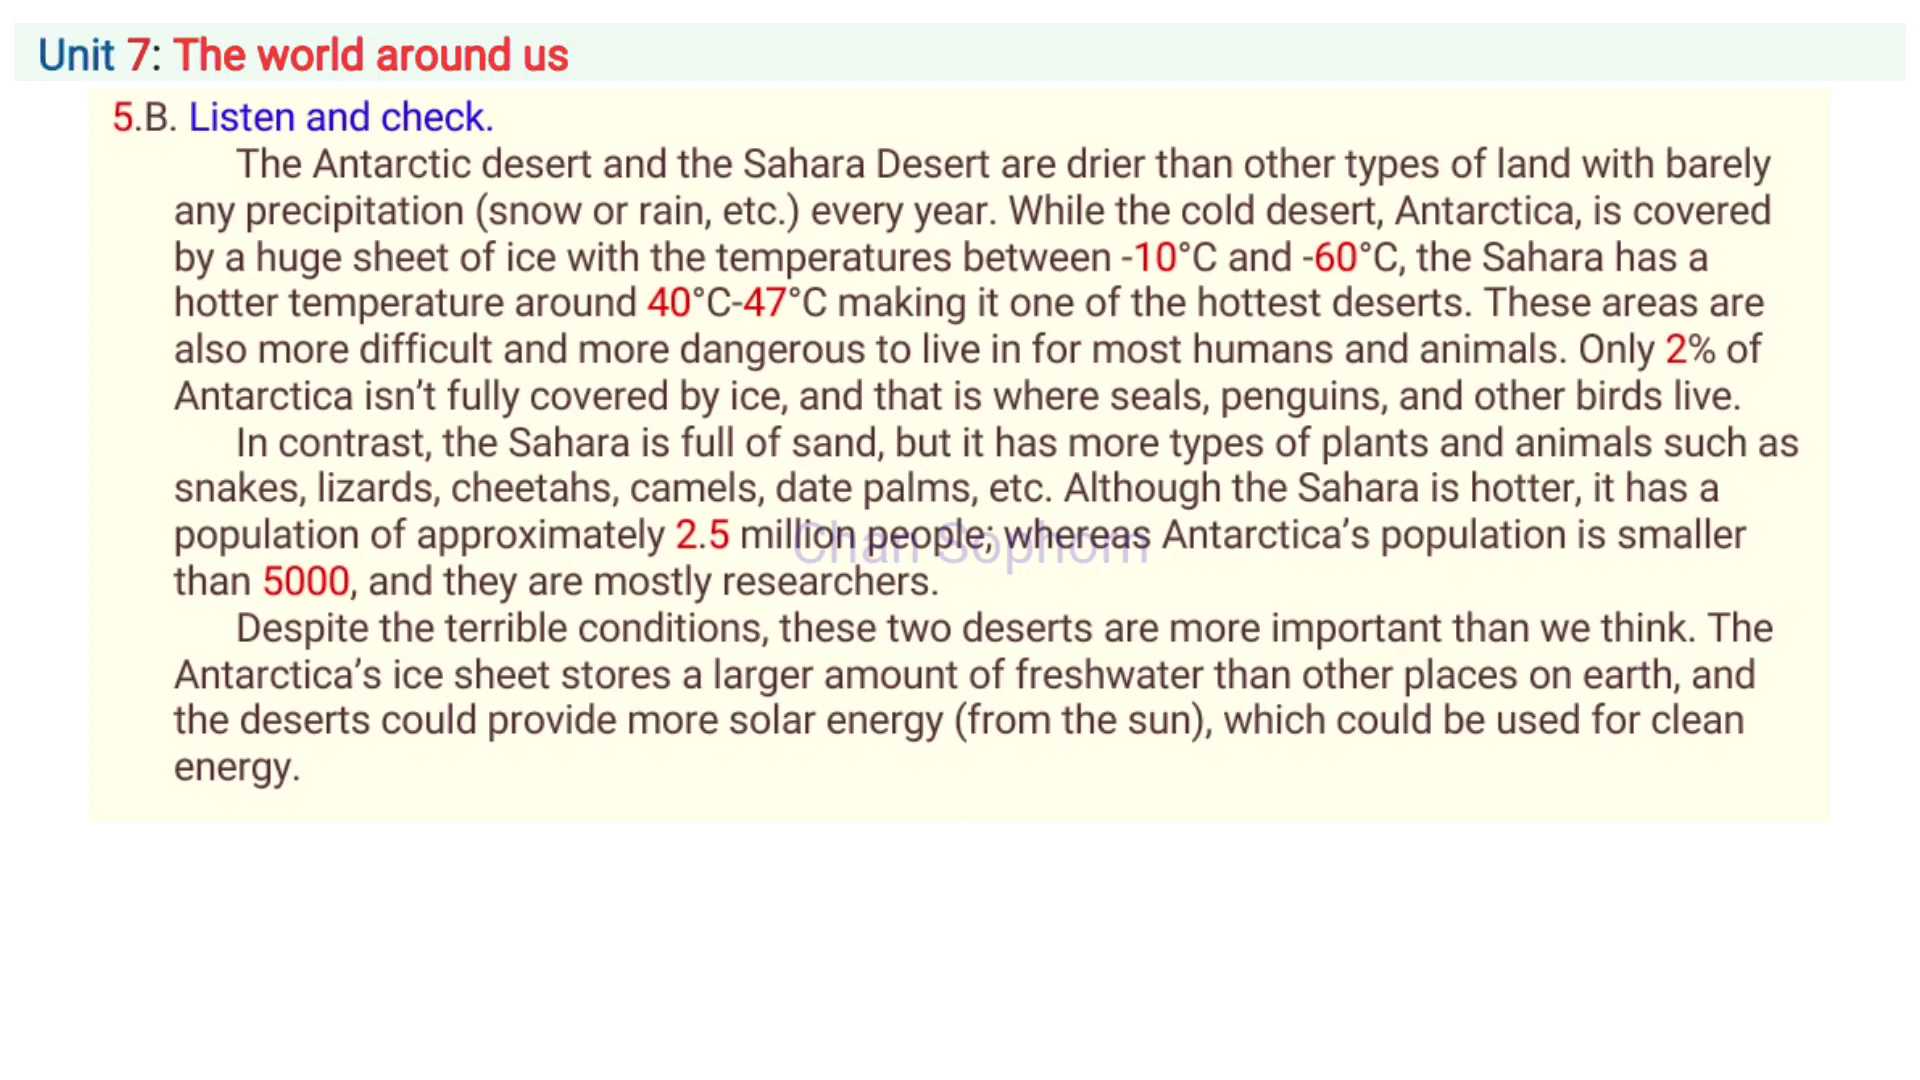 Unit 7: The world around us
5.B. Listen and check.
The Antarctic desert and the Sahara Desert are drier than other types of land with barely
any precipitation (snow or rain, etc.) every year. While the cold desert, Antarctica, is covered
by a huge sheet of ice with the temperatures between -10°C and -60°C, the Sahara has a
hotter temperature around 40°C-47°C making it one of the hottest deserts. These areas are
also more difficult and more dangerous to live in for most humans and animals. Only 2% of
Antarctica isn’t fully covered by ice, and that is where seals, penguins, and other birds live.
In contrast, the Sahara is full of sand, but it has more types of plants and animals such as
snakes, lizards, cheetahs, camels, date palms, etc. Although the Sahara is hotter, it has a
population of approximately 2.5 million people; whereas Antarctica’s population is smaller
Chan Sophorn
than 5000, and they are mostly researchers.
Despite the terrible conditions, these two deserts are more important than we think. The
Antarctica’s ice sheet stores a larger amount of freshwater than other places on earth, and
the deserts could provide more solar energy (from the sun), which could be used for clean
energy.